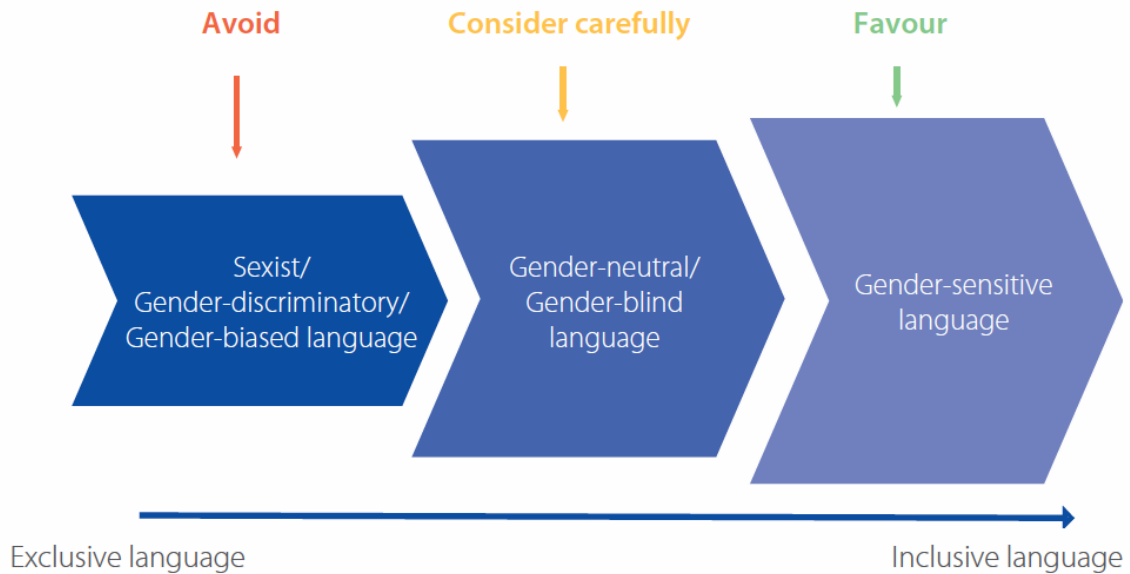 Avoid
Consider carefully
Favour
Sexist/
Gender-discriminatory/
Gender-biased language
Gender-neutral/
Gender-blind
language
Gender-sensitive
language
Exclusive language
Inclusive language